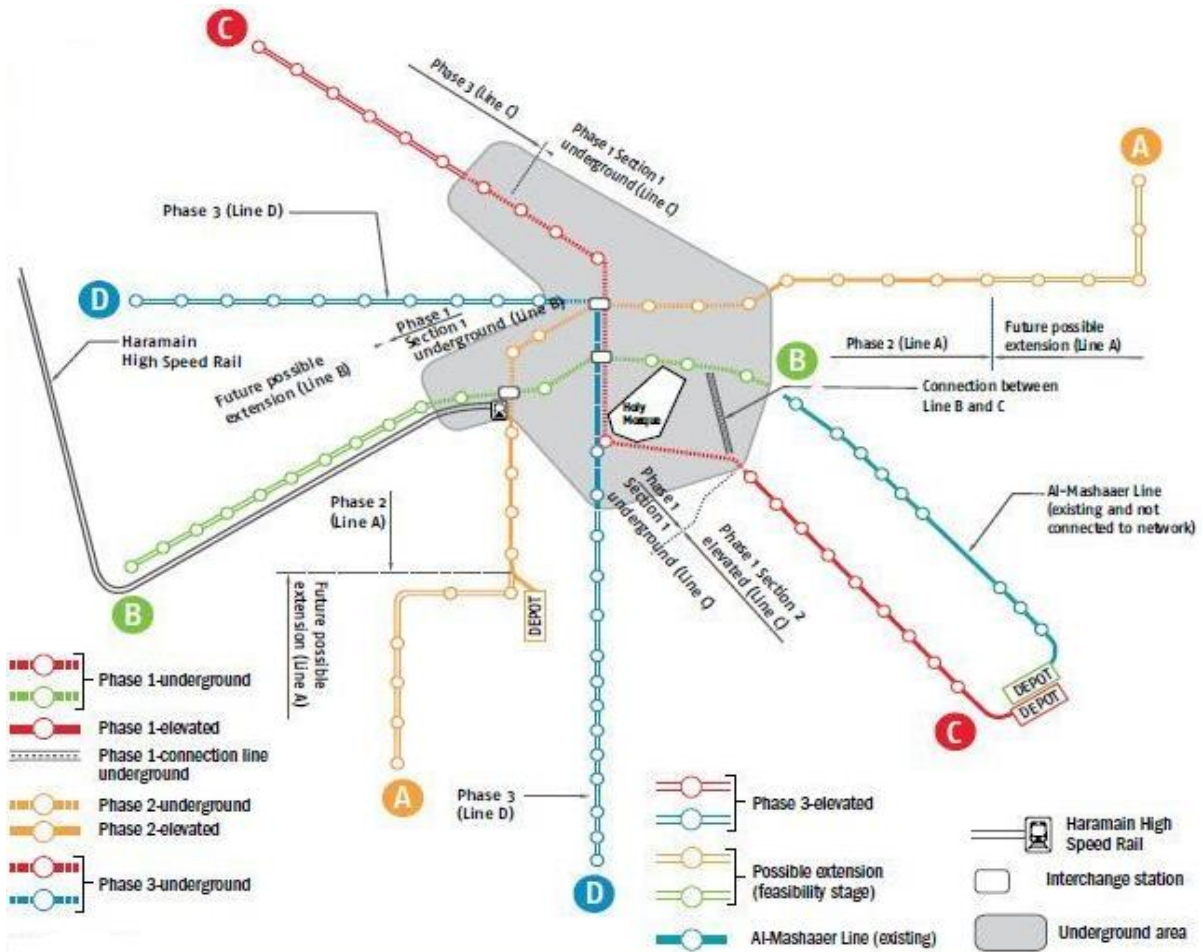 C
Phase 3 (Line C)
Phase 1 Section 1
underground (Line C)
A
Phase 3 (Line D)
D
Haramain
High Speed Rail
Phase 1
Section 1
underground (Line B)
Future possible
extension (Line B)
B
Phase 2 (Line A)
Future possible
extension (Line A)
Connection between
Line B and C
Holy
Mosque
Al-Mashaaer Line
(existing and not
connected to network)
Phase 2
(Line A)
Phase 1
Section 1
underground (Line C)
Phase 1 Section 2
elevated (Line C)
Future possible
extension (Line A)
DEPOT
B
DEPOT
DEPOT
C
A
Phase 3
(Line D)
D
Phase 1-underground
Phase 1-elevated
Phase 1-connection line
underground
Phase 2-underground
Phase 2-elevated
Phase 3-underground
Phase 3-elevated
Possible extension
(feasibility stage)
Al-Mashaaer Line (existing)
Haramain High
Speed Rail
Interchange station
Underground area